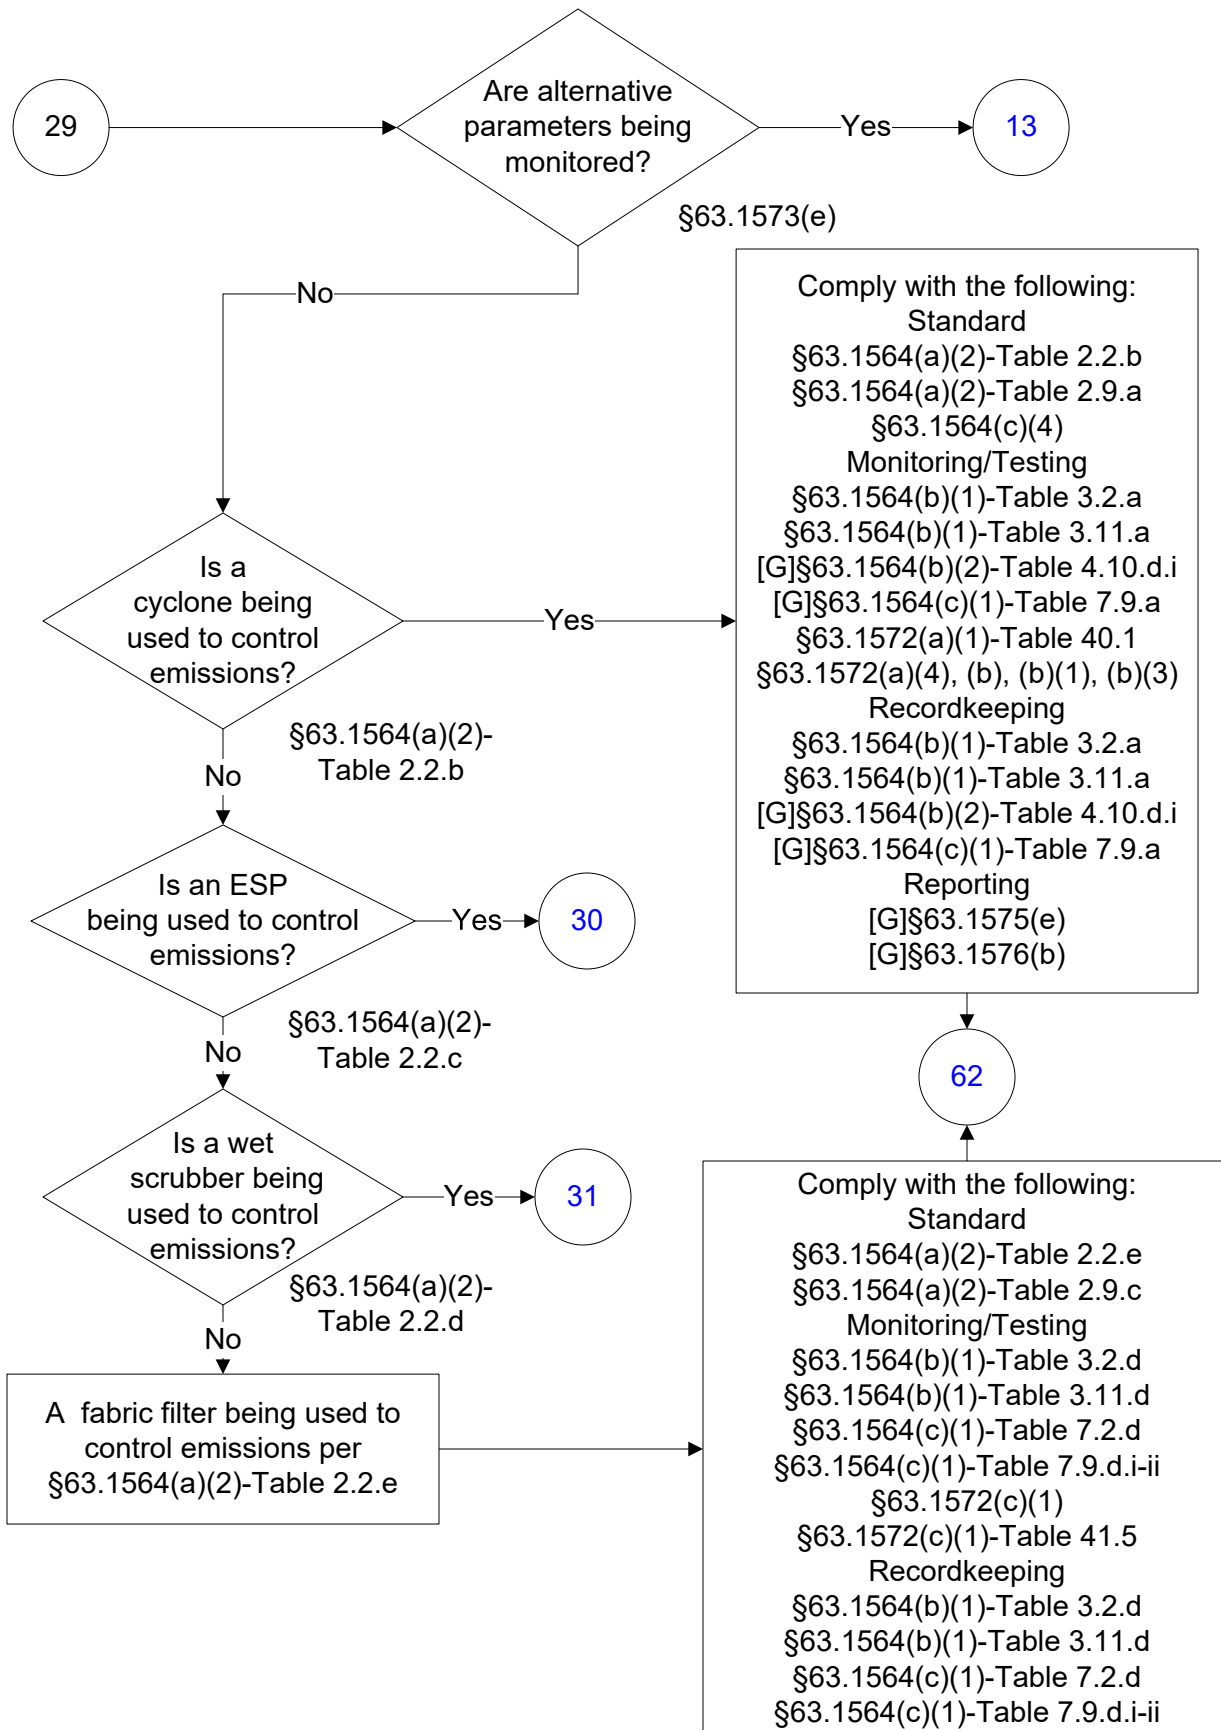 29
Are alternative
parameters being
monitored?
Yes
13
§63.1573(e)
No
Is a
cyclone being
used to control
emissions?
Yes
§63.1564(a)(2)-
Table 2.2.b
No
Comply with the following:
Standard
§63.1564(a)(2)-Table 2.2.b
§63.1564(a)(2)-Table 2.9.a
§63.1564(c)(4)
Monitoring/Testing
§63.1564(b)(1)-Table 3.2.a
§63.1564(b)(1)-Table 3.11.a
[G]§63.1564(b)(2)-Table 4.10.d.i
[G]§63.1564(c)(1)-Table 7.9.a
§63.1572(a)(1)-Table 40.1
§63.1572(a)(4), (b), (b)(1), (b)(3)
Recordkeeping
§63.1564(b)(1)-Table 3.2.a
§63.1564(b)(1)-Table 3.11.a
[G]§63.1564(b)(2)-Table 4.10.d.i
[G]§63.1564(c)(1)-Table 7.9.a
Reporting
[G]§63.1575(e)
[G]§63.1576(b)
Is an ESP
being used to control
emissions?
Yes
30
§63.1564(a)(2)-
Table 2.2.c
No
62
Is a wet
scrubber being
used to control
emissions?
Yes
31
§63.1564(a)(2)-
Table 2.2.d
No
A fabric filter being used to
control emissions per
§63.1564(a)(2)-Table 2.2.e
Comply with the following:
Standard
§63.1564(a)(2)-Table 2.2.e
§63.1564(a)(2)-Table 2.9.c
Monitoring/Testing
§63.1564(b)(1)-Table 3.2.d
§63.1564(b)(1)-Table 3.11.d
§63.1564(c)(1)-Table 7.2.d
§63.1564(c)(1)-Table 7.9.d.i-ii
§63.1572(c)(1)
§63.1572(c)(1)-Table 41.5
Recordkeeping
§63.1564(b)(1)-Table 3.2.d
§63.1564(b)(1)-Table 3.11.d
§63.1564(c)(1)-Table 7.2.d
§63.1564(c)(1)-Table 7.9.d.i-ii